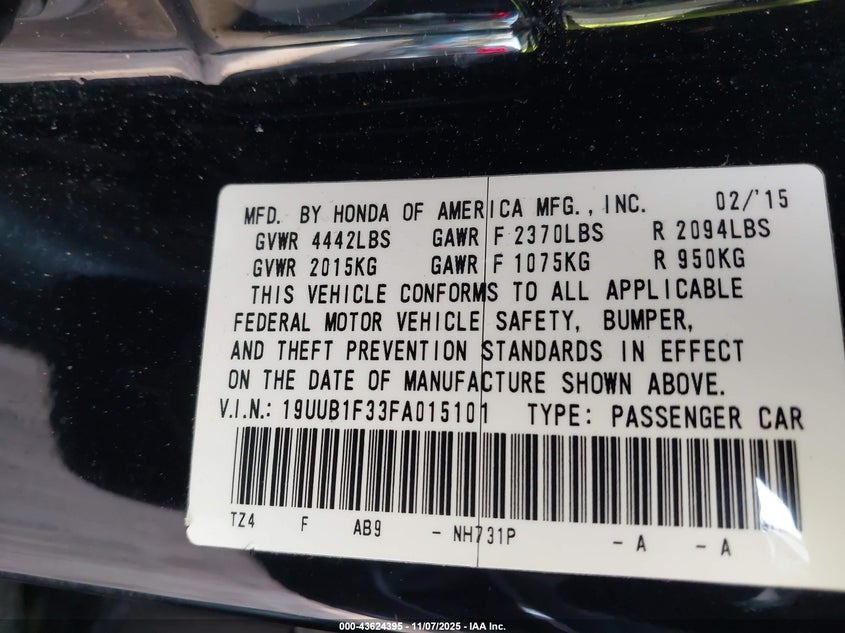 MFD. BY HONDA OF AMERICA MFG., INC. 02/'15
GVWR 4442LBS GAWR F 2370LBS R 2094LBS
GVWR 2015KG GAWR F 1075KG R 950KG
THIS VEHICLE CONFORMS TO ALL APPLICABLE
FEDERAL MOTOR VEHICLE SAFETY, BUMPER,
AND THEFT PREVENTION STANDARDS IN EFFECT
ON THE DATE OF MANUFACTURE SHOWN ABOVE.
V.I.N.: 19UUB1F33FA015101 TYPE: PASSENGER CAR
TZ4 F AB9 - NH731P - A - A
000-43624395 - 11/07/2025 - IAA Inc.